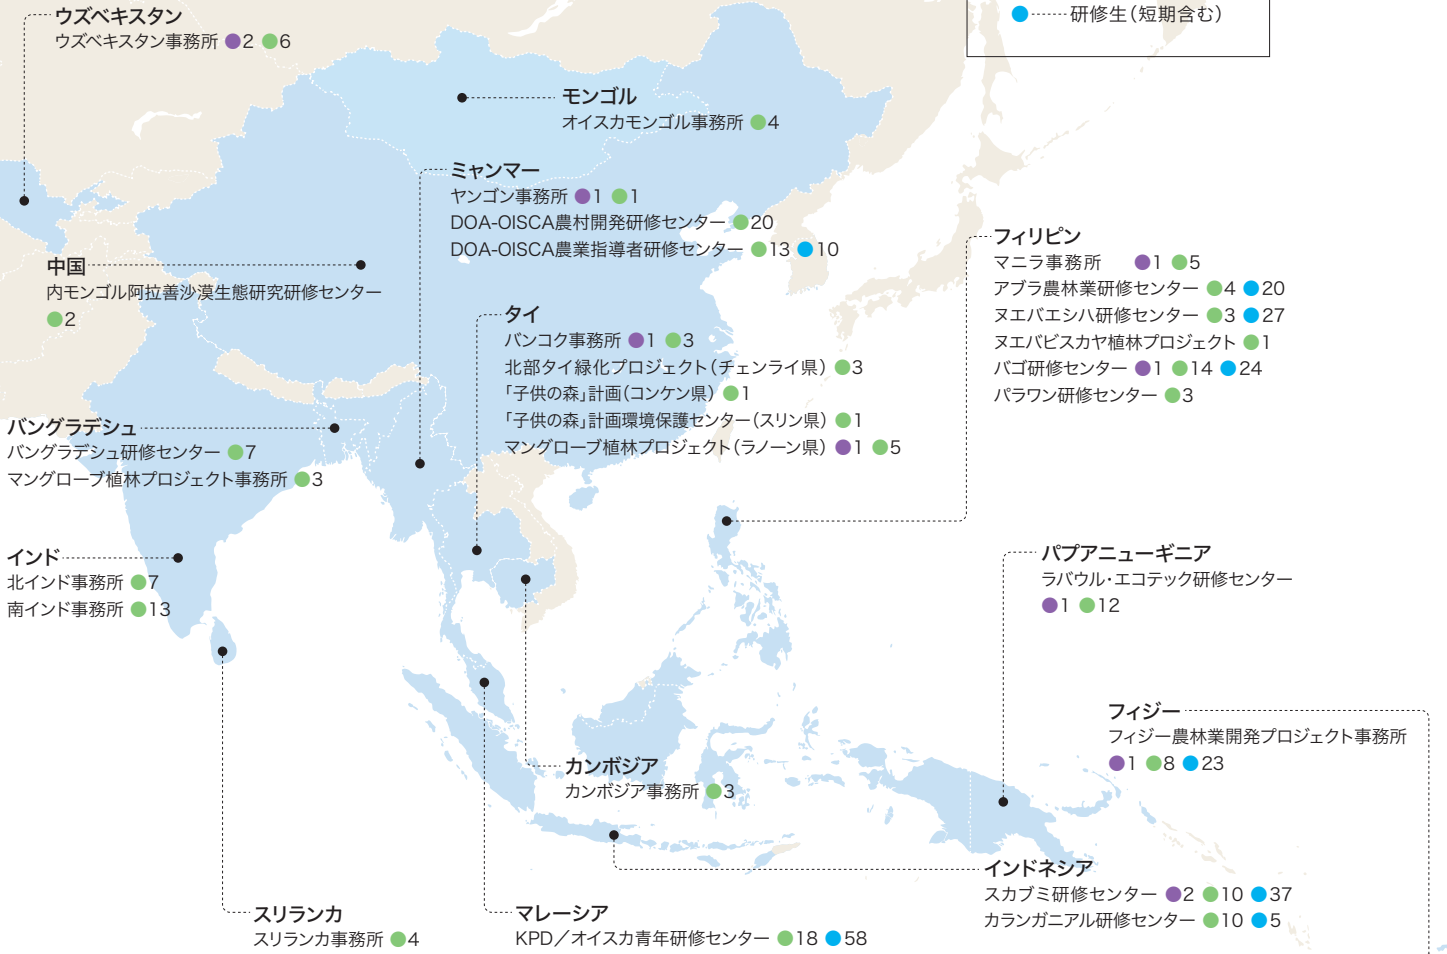 研修生（短期含む）
ウズベキスタン
ウズベキスタン事務所 ●2 ●6
モンゴル
オイスカモンゴル事務所 ●4
ミャンマー
ヤンゴン事務所 ●1 ●1
DOA-OISCA農村開発研修センター ●20
DOA-OISCA農業指導者研修センター ●13 ●10
中国
内モンゴル阿拉善沙漠生態研究研修センター
●2
フィリピン
マニラ事務所 ●1 ●5
アブラ農林業研修センター ●4 ●20
ヌエバエシハ研修センター ●3 ●27
ヌエバビスカヤ植林プロジェクト ●1
バゴ研修センター ●1 ●14 ●24
パラワン研修センター ●3
タイ
バンコク事務所 ●1 ●3
北部タイ緑化プロジェクト（チェンライ県） ●3
「子供の森」計画（コンケン県） ●1
「子供の森」計画環境保護センター（スリン県） ●1
マングローブ植林プロジェクト（ラノーン県） ●1 ●5
バングラデシュ
バングラデシュ研修センター ●7
マングローブ植林プロジェクト事務所 ●3
インド
北インド事務所 ●7
南インド事務所 ●13
パプアニューギニア
ラバウル・エコテック研修センター
●1 ●12
フィジー
フィジー農林業開発プロジェクト事務所
●1 ●8 ●23
カンボジア
カンボジア事務所 ●3
インドネシア
スカブミ研修センター ●2 ●10 ●37
カランガニアル研修センター ●10 ●5
スリランカ
スリランカ事務所 ●4
マレーシア
KPD／オイスカ青年研修センター ●18 ●58